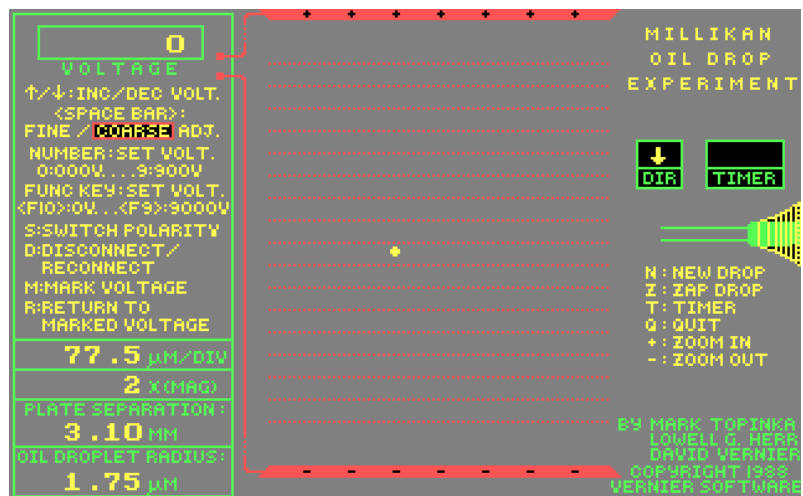 0
VOLTAGE
↑/↓:INC/DEC VOLT.
<SPACE BAR>:
FINE / COARSE ADJ.
NUMBER:SET VOLT.
0:000V....9:900V
FUNC KEY:SET VOLT.
<F10>:0V...<F9>:9000V
S:SWITCH POLARITY
D:DISCONNECT/
RECONNECT
M:MARK VOLTAGE
R:RETURN TO
MARKED VOLTAGE
77.5 µM/DIV
2 X(MAG)
PLATE SEPARATION:
3.10 MM
OIL DROPLET RADIUS:
1.75 µM
+ + + + + + +
- - - - - - -
MILLIKAN
OIL DROP
EXPERIMENT
↓
DIR
TIMER
N:NEW DROP
Z:ZAP DROP
T:TIMER
Q:QUIT
+:ZOOM IN
-:ZOOM OUT
BY MARK TOPINKA
LOWELL G. HERR
DAVID VERNIER
COPYRIGHT 1988
VERNIER SOFTWARE